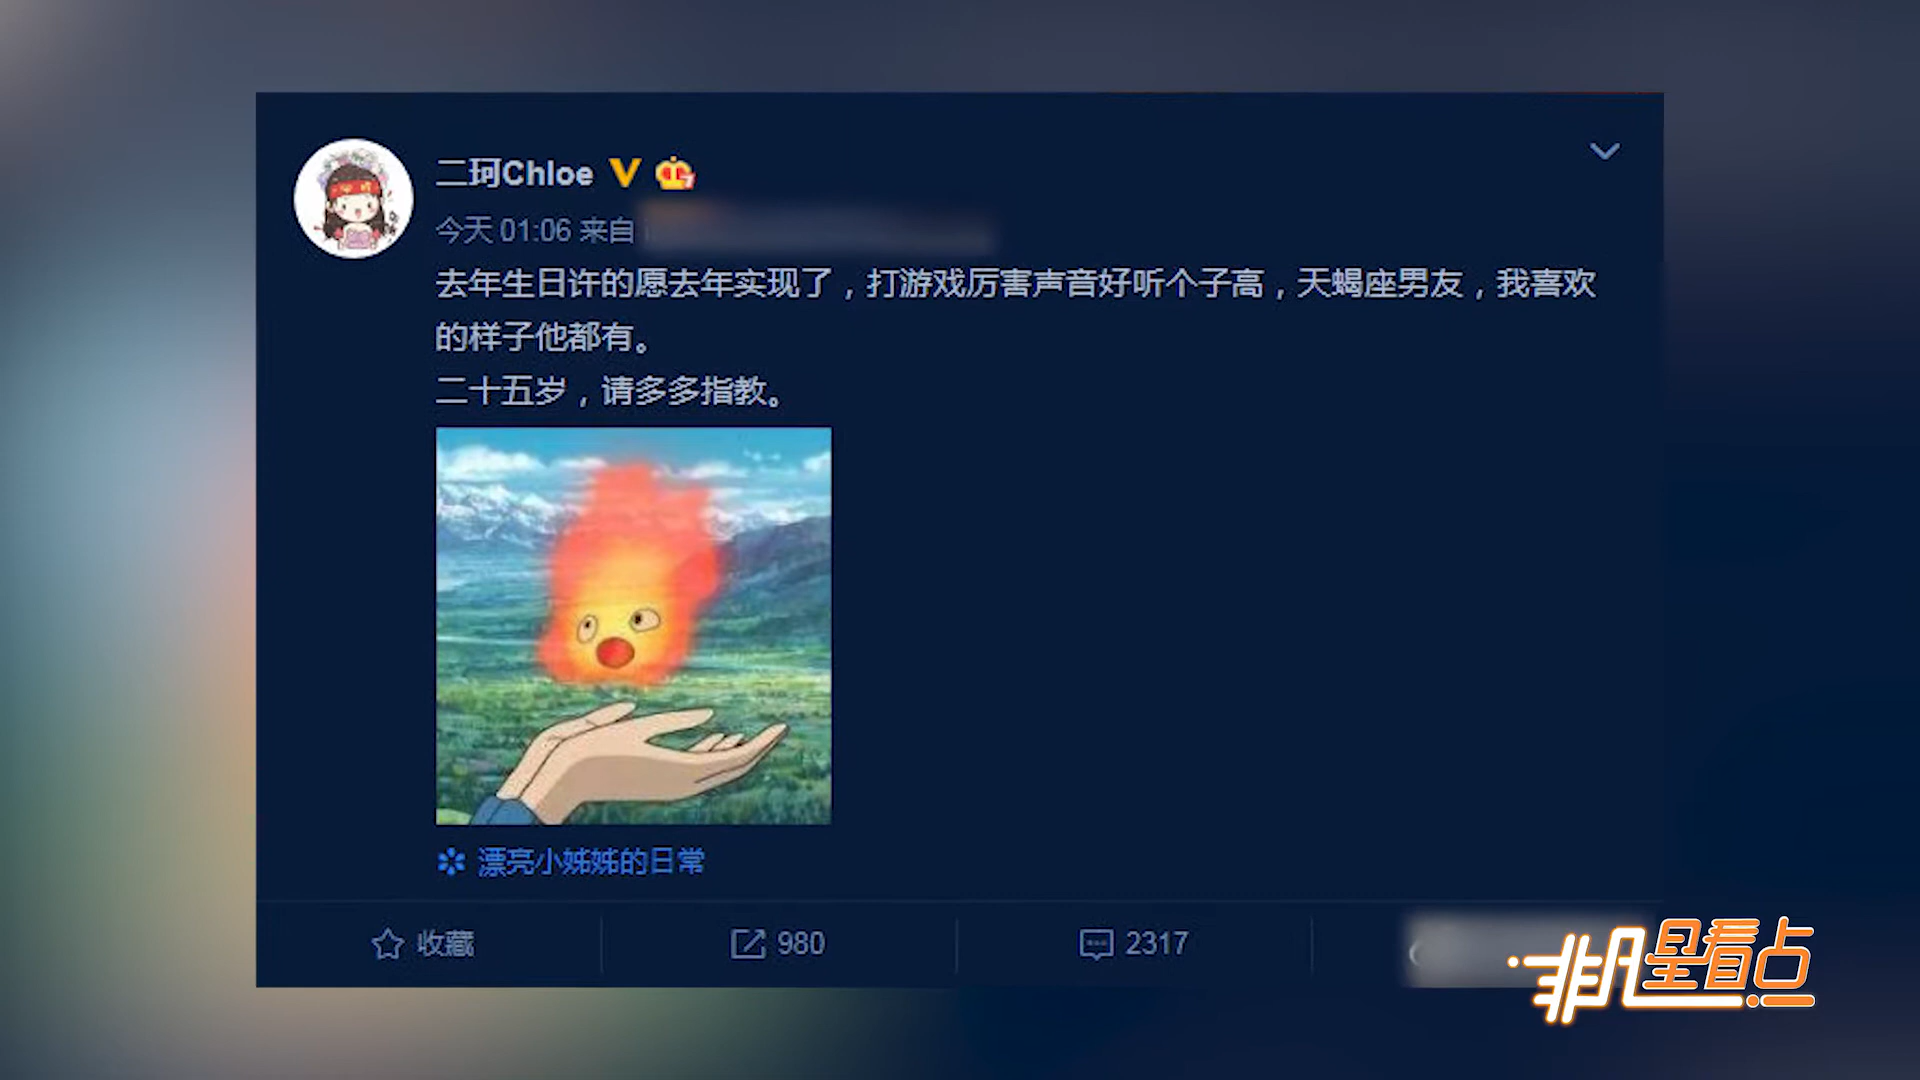 二珂Chloe
今天 01:06 来自
去年生日许的愿去年实现了，打游戏厉害声音好听个子高，天蝎座男友，我喜欢
的样子他都有。
二十五岁，请多多指教。
漂亮小姊姊的日常
收藏
980
2317
非凡星看点